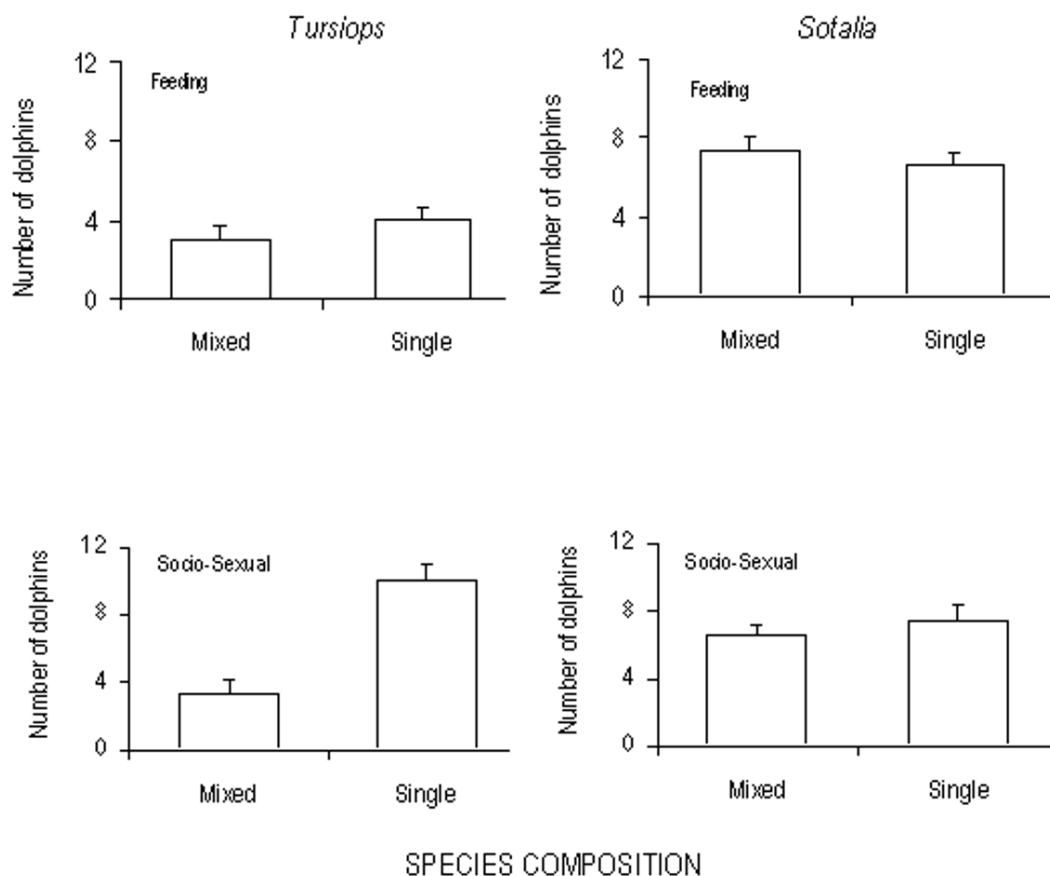 Tursiops
Sotalia
Number of dolphins
12
8
4
0
Feeding
Mixed Single
Number of dolphins
12
8
4
0
Feeding
Mixed Single
Number of dolphins
12
8
4
0
Socio-Sexual
Mixed Single
Number of dolphins
12
8
4
0
Socio-Sexual
Mixed Single
SPECIES COMPOSITION